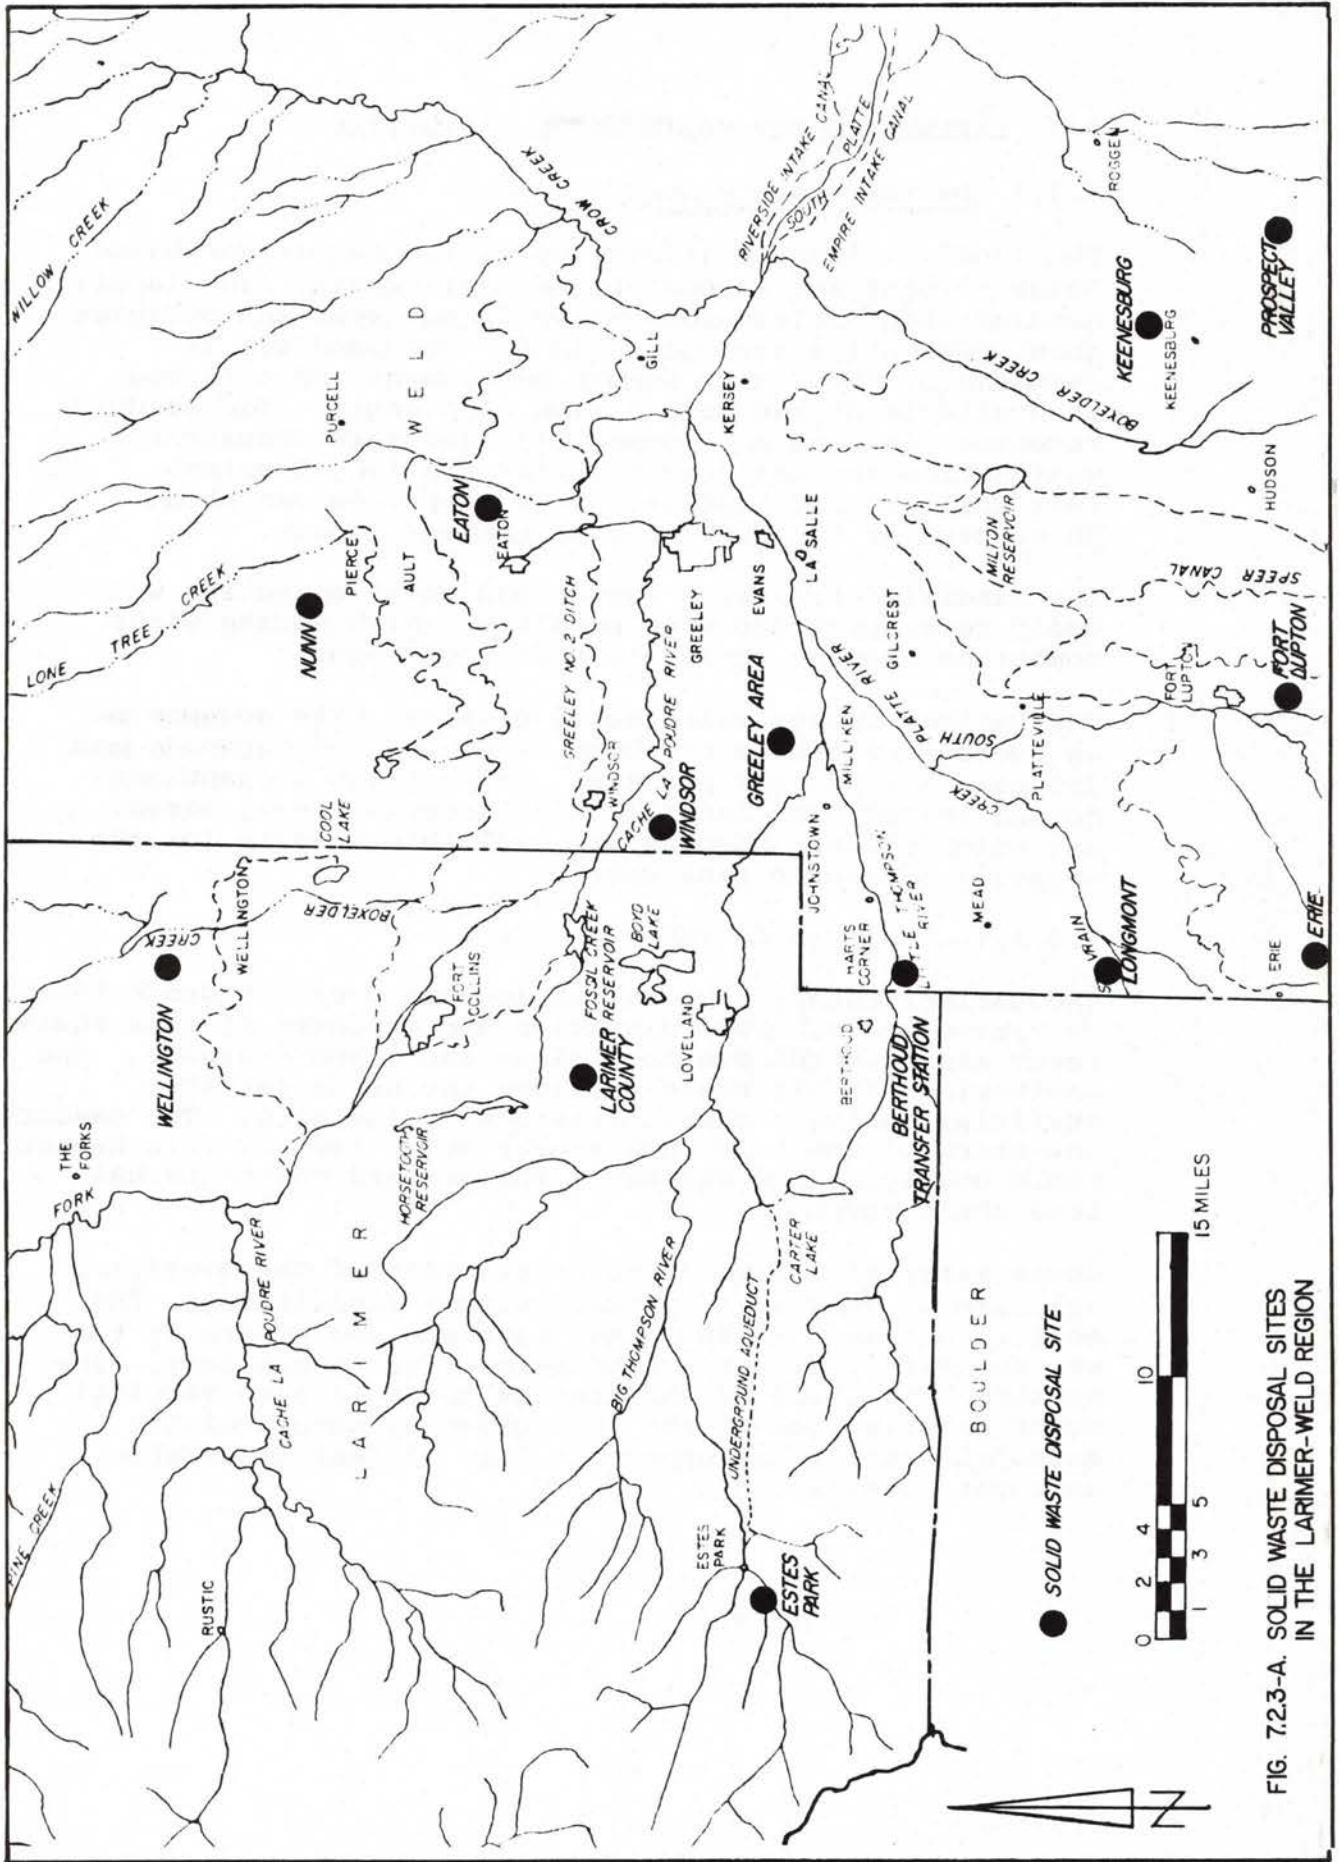 WILLOW CREEK
CROW CREEK
LONE TREE CREEK
PURCELL
WELD
PIERCE
AULT
NUNN
EATON
EATON
GILL
KERSEY
RIVERSIDE INTAKE CANAL
SOUTH PLATTE
EMPIRE INTAKE CANAL
ROGGEN
PROSPECT
VALLEY
KEENESBURG
KEENESBURG
BOXELDER CREEK
HUDSON
MILTON
RESERVOIR
SPEER CANAL
LA SALLE
EVANS
GREELEY
GREELEY NO. 2 DITCH
CACHE LA POUDRE RIVER
WINDSOR
WINDSOR
GREELEY AREA
GILCREST
SOUTH PLATTE RIVER
MILLIKEN
JOHNSTOWN
PLATTEVILLE
FORT
LUPTON
FORT
LUPTON
COOL
LAKE
WELLINGTON
WELLINGTON
BOXELDER
CREEK
FORT
COLLINS
FOSSIL CREEK
RESERVOIR
BOYD
LAKE
LARIMER
COUNTY
LOVELAND
HARTS
CORNER
LITTLE THOMPSON
RIVER
MEAD
VRAIN
CREEK
LONGMONT
ERIE
ERIE
BERTHOUD
BERTHOUD
TRANSFER STATION
THE
FORKS
FORK
HORSETOOTH
RESERVOIR
CARTER
LAKE
CACHE LA POUDRE RIVER
LARIMER
BIG THOMPSON RIVER
UNDERGROUND AQUEDUCT
BOULDER
PINE CREEK
RUSTIC
ESTES
PARK
ESTES
PARK
SOLID WASTE DISPOSAL SITE
0 2 4 10
1 3 5 15 MILES
N
FIG. 7.2.3-A. SOLID WASTE DISPOSAL SITES
IN THE LARIMER-WELD REGION